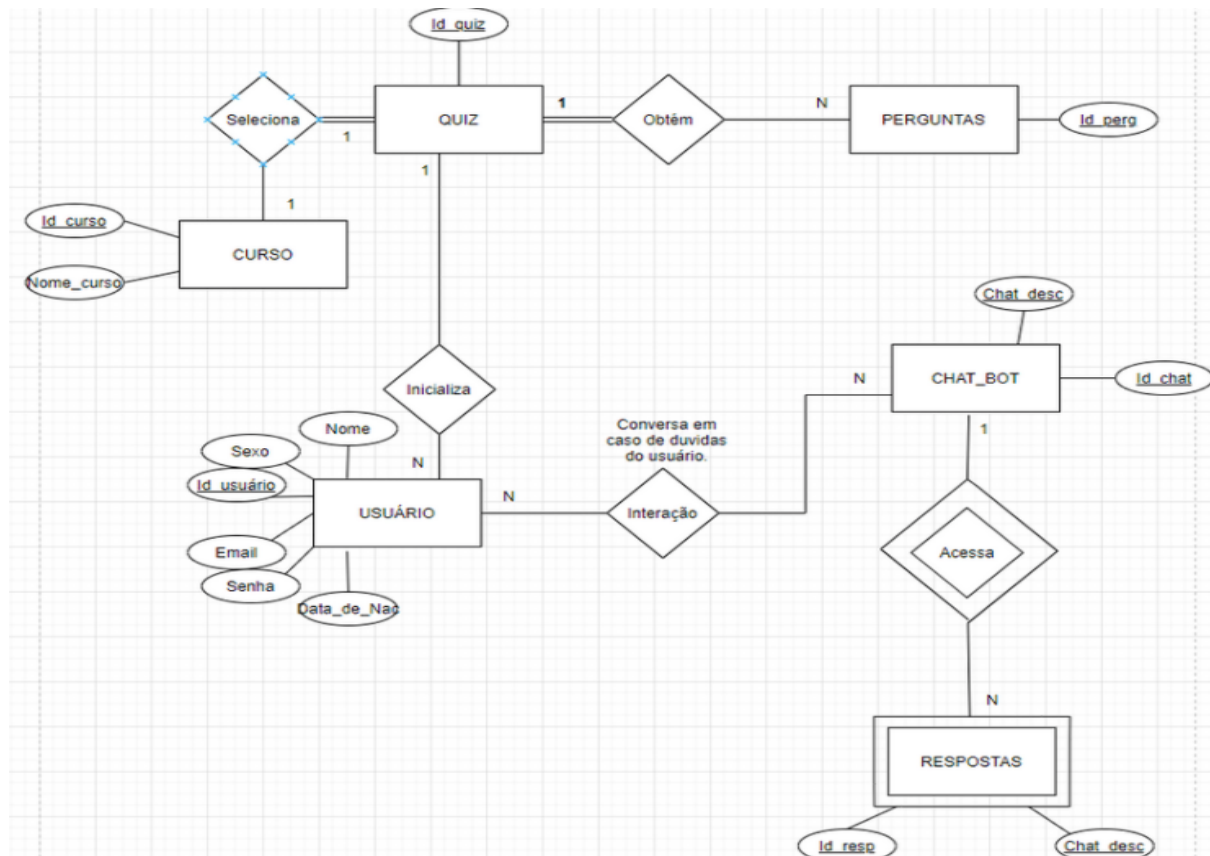 Id_quiz
Seleciona
1
QUIZ
1
Obtêm
N
PERGUNTAS
Id_perg
1
1
Id_curso
CURSO
Nome_curso
Chat_desc
Inicializa
N
CHAT_BOT
Id_chat
Nome
Conversa em
caso de duvidas
do usuário.
1
Sexo
N
Id_usuário
N
USUÁRIO
Interação
Email
Acessa
Senha
Data_de_Nac
N
RESPOSTAS
Id_resp
Chat_desc